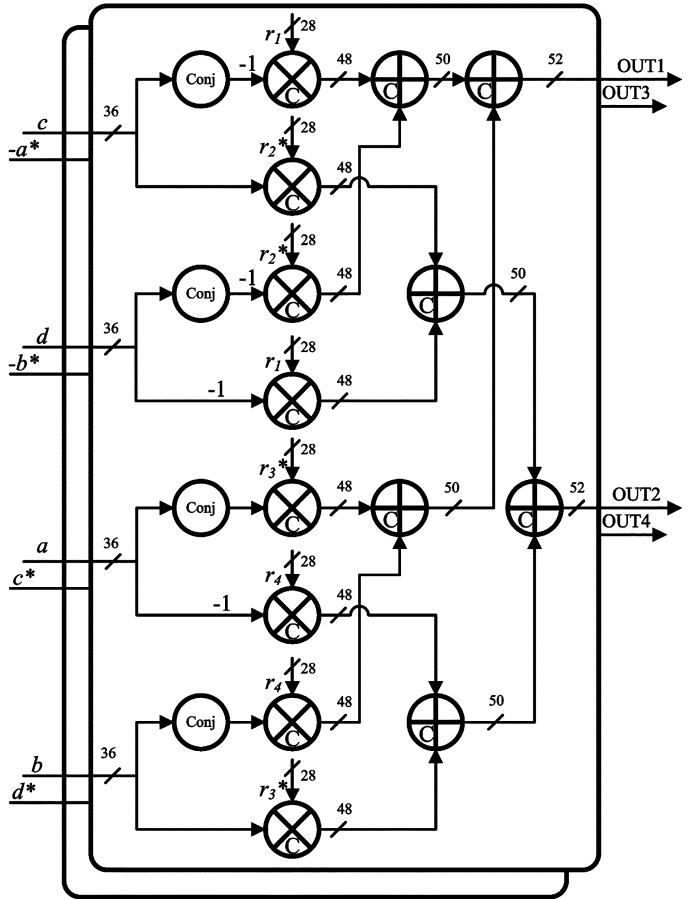 r1 28
48 50 52
Conj -1 C C C OUT1
36 OUT3
c
-a*
28
r2*
48
C
28
r2*
48
Conj -1 C C 50
36
d
-b*
28
r1
48
-1 C
28
r3*
48 50 52
Conj C C C OUT2
36 OUT4
a
c*
28
r4
48
-1 C
28
r4
48 50
Conj C C
36
b
d*
28
r3*
48
C